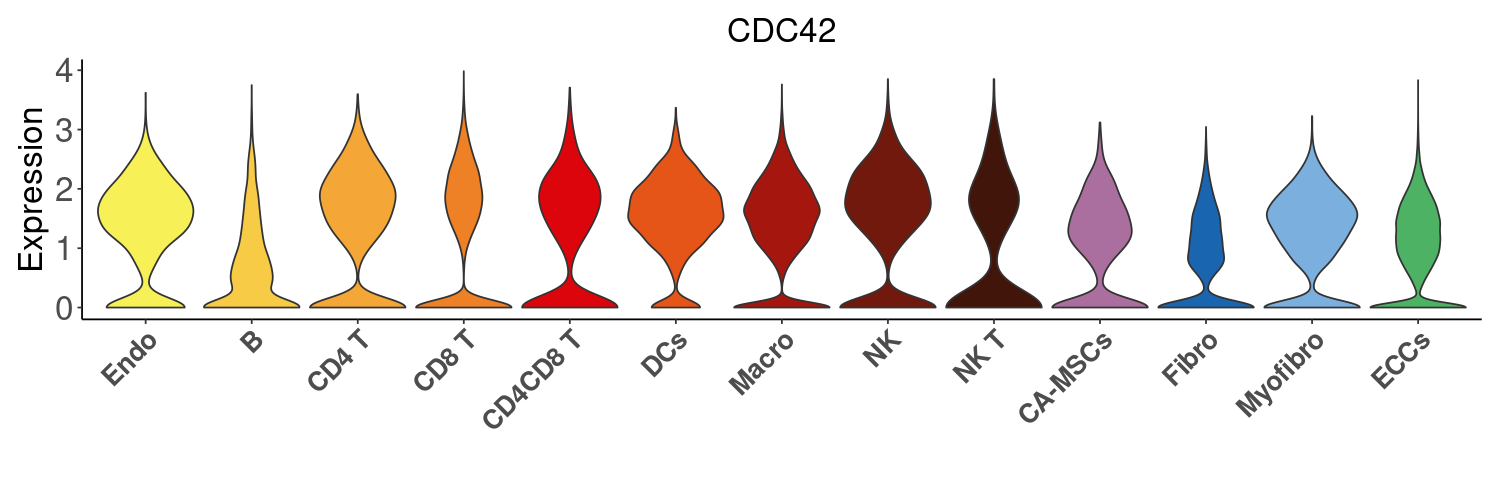 CDC42
Expression
4
3
2
1
0
Endo
B
CD4 T
CD8 T
CD4CD8 T
DCs
Macro
NK
NK T
CA-MSCs
Fibro
Myofibro
ECCs